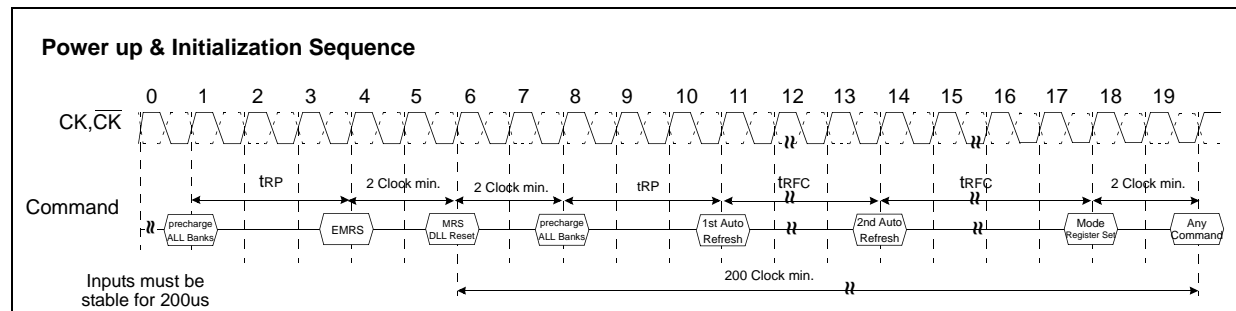 Power up & Initialization Sequence
0 1 2 3 4 5 6 7 8 9 10 11 12 13 14 15 16 17 18 19
CK,CK
tRP 2 Clock min. 2 Clock min. tRP tRFC tRFC 2 Clock min.
Command
precharge
ALL Banks
EMRS
MRS
DLL Reset
precharge
ALL Banks
1st Auto
Refresh
2nd Auto
Refresh
Mode
Register Set
Any
Command
200 Clock min.
Inputs must be
stable for 200us